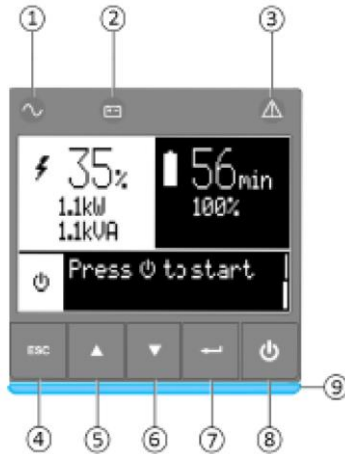 ① ② ③
35% 56min
1.1kW 100%
1.1kVA
Press ⏻ to start
ESC
④ ⑤ ⑥ ⑦ ⑧ ⑨